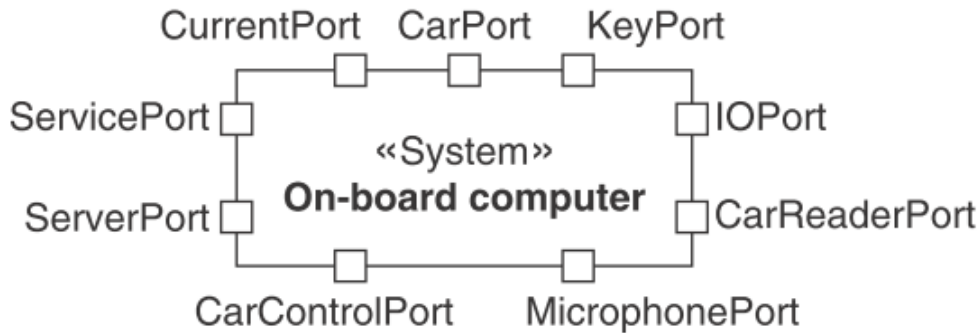 CurrentPort CarPort KeyPort
ServicePort
IOPort
«System»
On-board computer
ServerPort
CarReaderPort
CarControlPort MicrophonePort